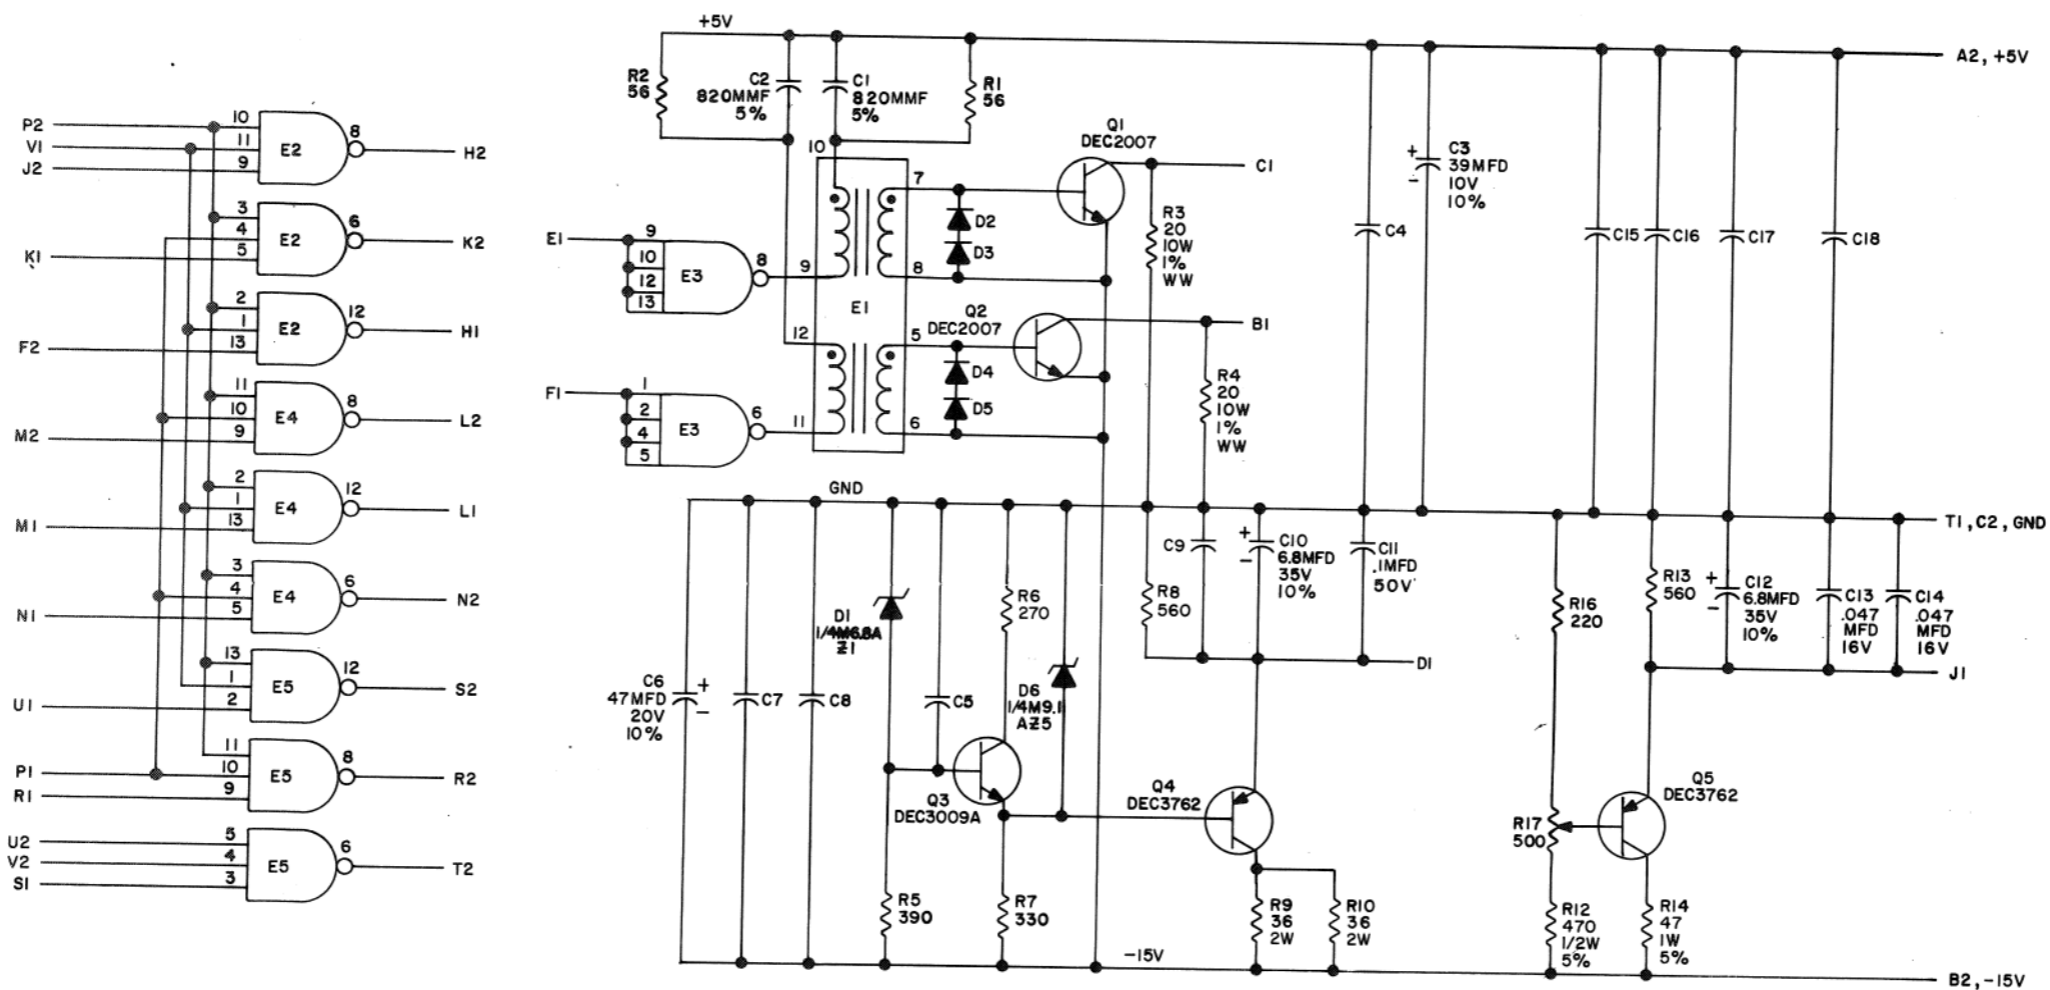 P2
V1
J2
10
11
9
E2
8
H2
K1
3
4
5
E2
6
K2
F2
2
1
13
E2
12
H1
M2
11
10
9
E4
8
L2
M1
2
1
13
E4
12
L1
N1
3
4
5
E4
6
N2
U1
13
1
2
E5
12
S2
P1
R1
11
10
9
E5
8
R2
U2
V2
S1
5
4
3
E5
6
T2
+5V
R2
56
C2
820MMF
5%
C1
820MMF
5%
R1
56
E1
9
10
12
13
E3
8
F1
1
2
4
5
E3
6
10
9
12
11
E1
7
8
5
6
D2
D3
D4
D5
Q1
DEC2007
Q2
DEC2007
C1
B1
R3
20
10W
1%
WW
R4
20
10W
1%
WW
C4
C3
+
39MFD
-
10V
10%
C15
C16
C17
C18
A2, +5V
GND
T1, C2, GND
C6
47MFD
+
20V
-
10%
C7
C8
D1
1/4M6.8A
Z1
C5
R6
270
D6
1/4M9.1
AZ5
Q3
DEC3009A
R5
390
R7
330
R8
560
C9
+
C10
-
6.8MFD
35V
10%
C11
.1MFD
50V
D1
Q4
DEC3762
R9
36
2W
R10
36
2W
R16
220
R13
560
+
C12
-
6.8MFD
35V
10%
C13
.047
MFD
16V
C14
.047
MFD
16V
J1
R17
500
Q5
DEC3762
R12
470
1/2W
5%
R14
47
1W
5%
-15V
B2, -15V